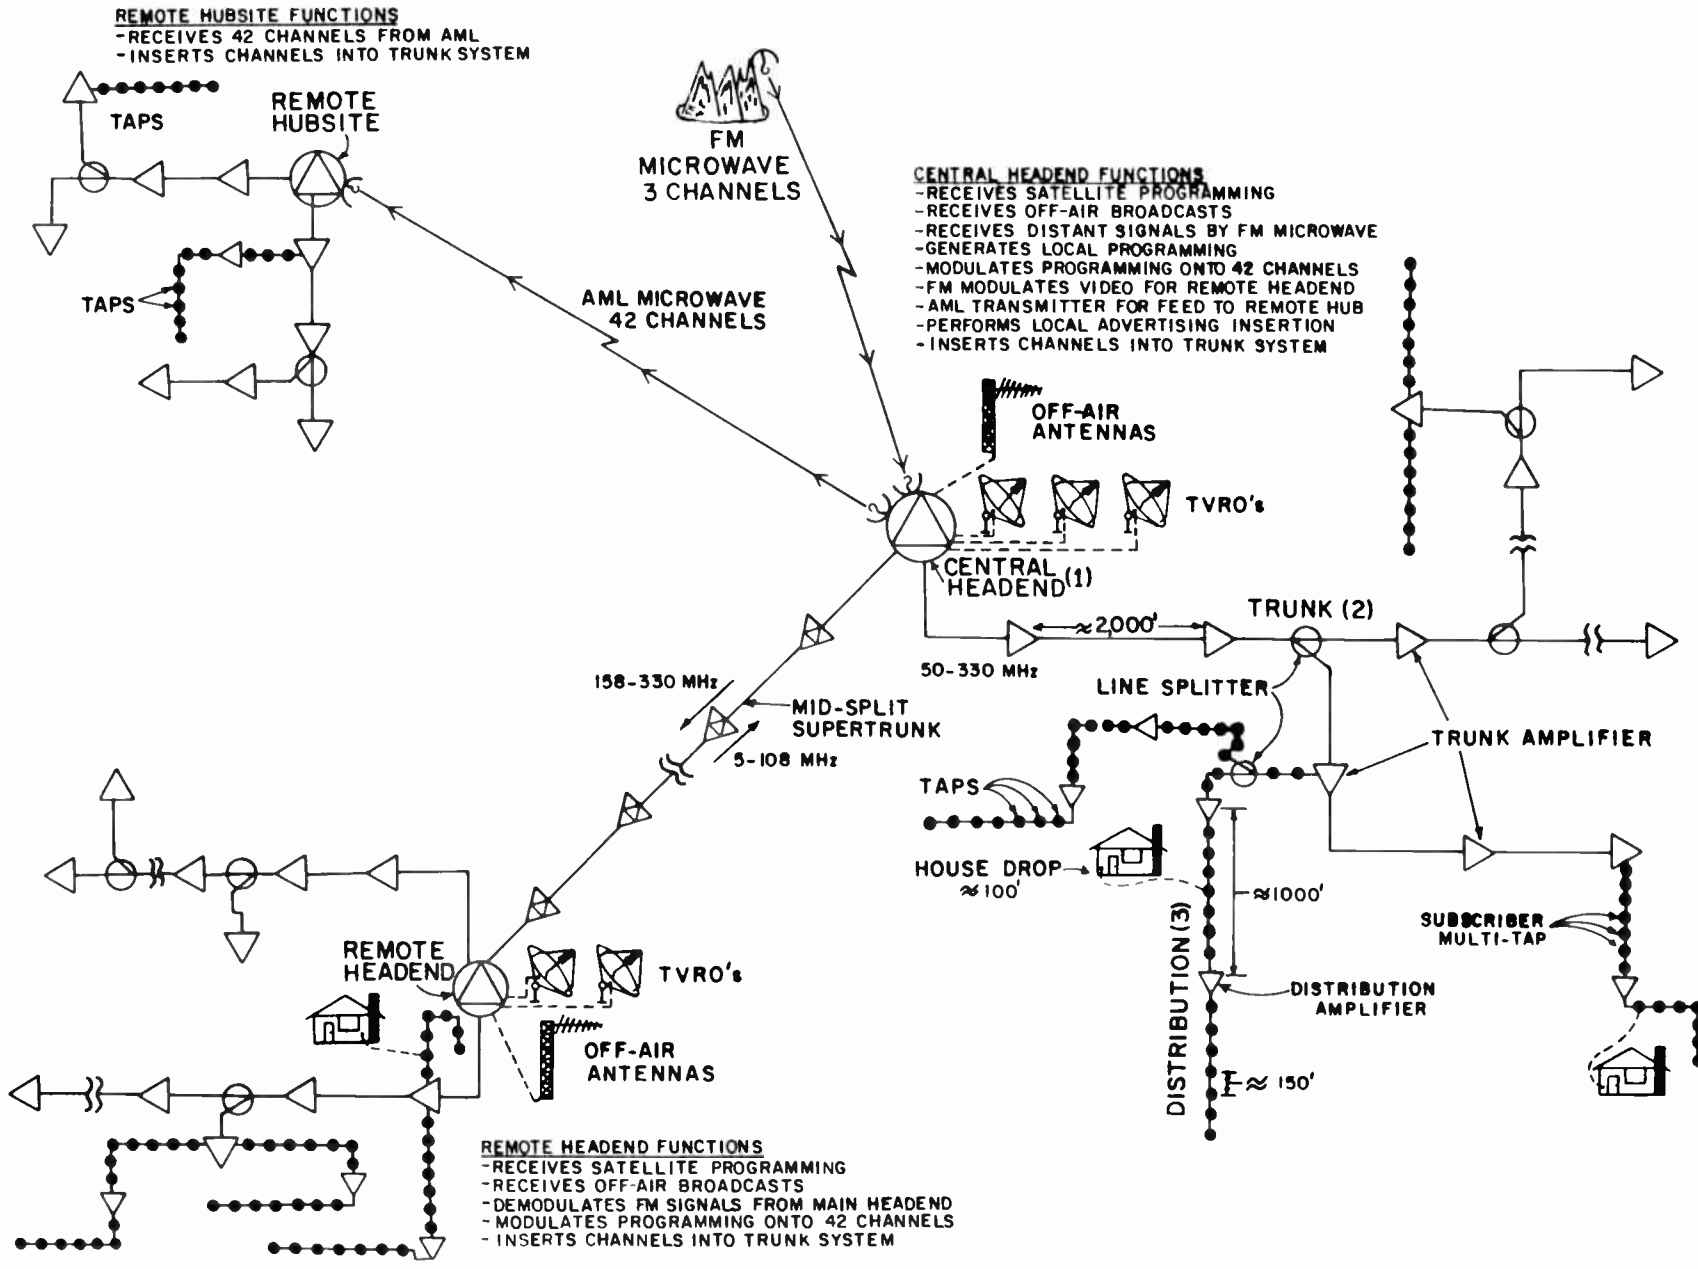 REMOTE HUBSITE FUNCTIONS
-RECEIVES 42 CHANNELS FROM AML
-INSERTS CHANNELS INTO TRUNK SYSTEM
TAPS
REMOTE
HUBSITE
TAPS
FM
MICROWAVE
3 CHANNELS
AML MICROWAVE
42 CHANNELS
CENTRAL HEADEND FUNCTIONS
-RECEIVES SATELLITE PROGRAMMING
-RECEIVES OFF-AIR BROADCASTS
-RECEIVES DISTANT SIGNALS BY FM MICROWAVE
-GENERATES LOCAL PROGRAMMING
-MODULATES PROGRAMMING ONTO 42 CHANNELS
-FM MODULATES VIDEO FOR REMOTE HEADEND
-AML TRANSMITTER FOR FEED TO REMOTE HUB
-PERFORMS LOCAL ADVERTISING INSERTION
-INSERTS CHANNELS INTO TRUNK SYSTEM
OFF-AIR
ANTENNAS
TVRO's
CENTRAL
HEADEND (1)
≈2,000'
TRUNK (2)
50-330 MHz
LINE SPLITTER
TRUNK AMPLIFIER
158-330 MHz
MID-SPLIT
SUPERTRUNK
5-108 MHz
TAPS
HOUSE DROP
≈100'
≈1000'
DISTRIBUTION (3)
SUBSCRIBER
MULTI-TAP
DISTRIBUTION
AMPLIFIER
≈ 150'
REMOTE
HEADEND
TVRO's
OFF-AIR
ANTENNAS
REMOTE HEADEND FUNCTIONS
-RECEIVES SATELLITE PROGRAMMING
-RECEIVES OFF-AIR BROADCASTS
-DEMODULATES FM SIGNALS FROM MAIN HEADEND
-MODULATES PROGRAMMING ONTO 42 CHANNELS
- INSERTS CHANNELS INTO TRUNK SYSTEM